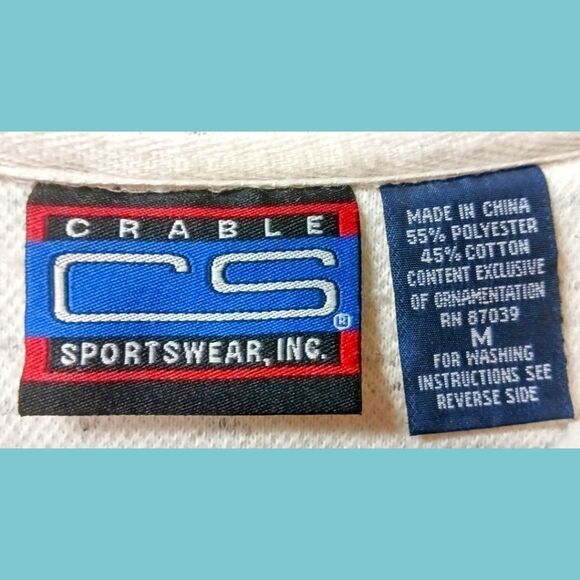 CRABLE
CS®
SPORTSWEAR, INC.
MADE IN CHINA
55% POLYESTER
45% COTTON
CONTENT EXCLUSIVE
OF ORNAMENTATION
RN 87039
M
FOR WASHING
INSTRUCTIONS SEE
REVERSE SIDE